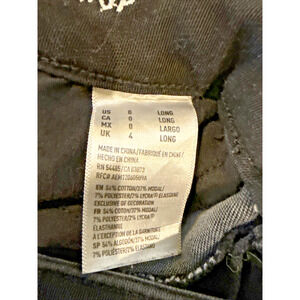 US 0 LONG
CA 0 LONG
MX 0 LARGO
UK 4 LONG
MADE IN CHINA/FABRIQUÉ EN CHINE/
HECHO EN CHINA
RN 54485/CA 03873
RFC#
EN 54% COTTON/37% MODAL/
7% POLYESTER/2% LYCRA® ELASTANE
EXCLUSIVE OF DECORATION
FR 54% COTON/37% MODAL/
7% POLYESTER/2% LYCRA®
ÉLASTHANNE
À L'EXCEPTION DE LA GARNITURE
SP 54% ALGODÓN/37% MODAL/
7% POLIÉSTER/2% LYCRA® ELASTANO